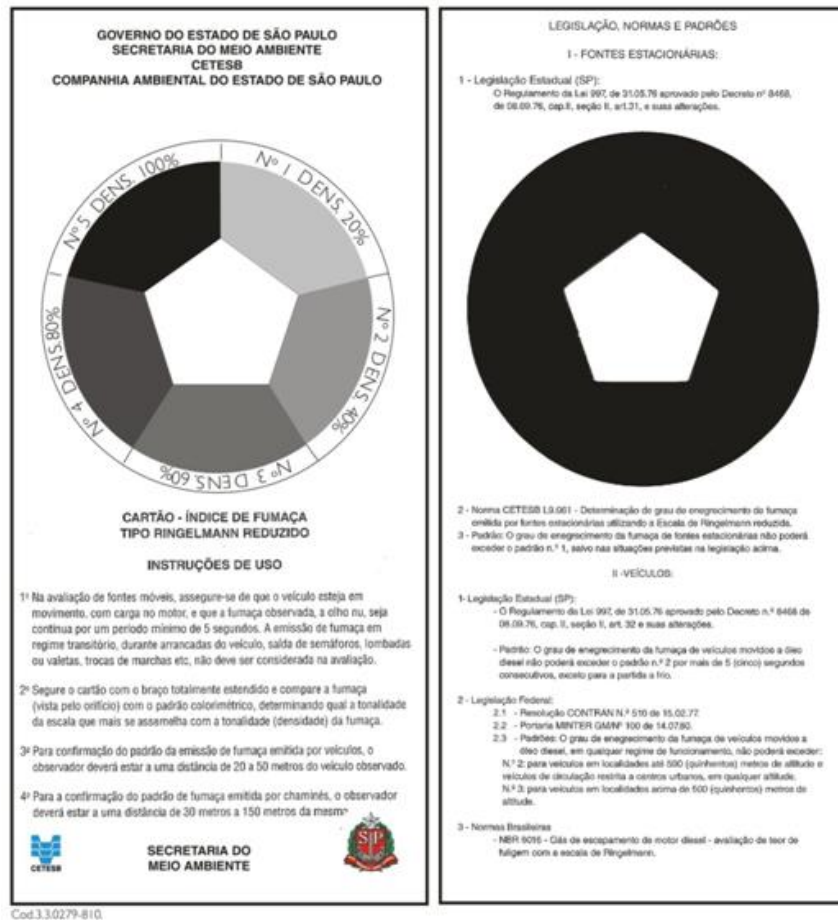 GOVERNO DO ESTADO DE SÃO PAULO
SECRETARIA DO MEIO AMBIENTE
CETESB
COMPANHIA AMBIENTAL DO ESTADO DE SÃO PAULO
Nº 1 DENS. 20%
Nº 2 DENS. 40%
Nº 3 DENS. 60%
Nº 4 DENS. 80%
Nº 5 DENS. 100%
CARTÃO - ÍNDICE DE FUMAÇA
TIPO RINGELMANN REDUZIDO
INSTRUÇÕES DE USO
1º Na avaliação de fontes móveis, assegure-se de que o veículo esteja em
movimento, com carga no motor, e que a fumaça observada, a olho nu, seja
contínua por um período mínimo de 5 segundos. A emissão de fumaça em
regime transitório, durante arrancadas do veículo, saída de semáforos, lombadas
ou valetas, trocas de marchas etc, não deve ser considerada na avaliação.
2º Segure o cartão com o braço totalmente estendido e compare a fumaça
(vista pelo orifício) com o padrão colorimétrico, determinando qual a tonalidade
da escala que mais se assemelha com a tonalidade (densidade) da fumaça.
3º Para confirmação do padrão da emissão de fumaça emitida por veículos, o
observador deverá estar a uma distância de 20 a 50 metros do veículo observado.
4º Para a confirmação do padrão de fumaça emitida por chaminés, o observador
deverá estar a uma distância de 30 metros a 150 metros da mesma
CETESB
SECRETARIA DO
MEIO AMBIENTE
SP
Cod.3.3.0279-810.
LEGISLAÇÃO, NORMAS E PADRÕES
I - FONTES ESTACIONÁRIAS:
1 - Legislação Estadual (SP):
O Regulamento da Lei 997, de 31.05.76 aprovado pelo Decreto nº 8468,
de 08.09.76, cap.II, seção II, art.31, e suas alterações.
2 - Norma CETESB L9.061 - Determinação de grau de enegrecimento da fumaça
emitida por fontes estacionárias utilizando a Escala de Ringelmann reduzida.
3 - Padrão: O grau de enegrecimento da fumaça de fontes estacionárias não poderá
exceder o padrão n.º 1, salvo nas situações previstas na legislação acima.
II -VEÍCULOS:
1- Legislação Estadual (SP):
- O Regulamento da Lei 997, de 31.05.76 aprovado pelo Decreto n.º 8468 de
08.09.76, cap. II, seção II, art. 32 e suas alterações.
- Padrão: O grau de enegrecimento da fumaça de veículos movidos a óleo
diesel não poderá exceder o padrão n.º 2 por mais de 5 (cinco) segundos
consecutivos, exceto para a partida a frio.
2 - Legislação Federal:
2.1 - Resolução CONTRAN N.º 510 de 15.02.77.
2.2 - Portaria MINTER GM/Nº 100 de 14.07.80.
2.3 - Padrões: O grau de enegrecimento da fumaça de veículos movidos a
óleo diesel, em qualquer regime de funcionamento, não poderá exceder:
N.º 2: para veículos em localidades até 500 (quinhentos) metros de altitude e
veículos de circulação restrita a centros urbanos, em qualquer altitude.
N.º 3: para veículos em localidades acima de 500 (quinhentos) metros de
altitude.
3 - Normas Brasileiras
- NBR 6016 - Gás de escapamento de motor diesel - avaliação de teor de
fuligem com a escala de Ringelmann.